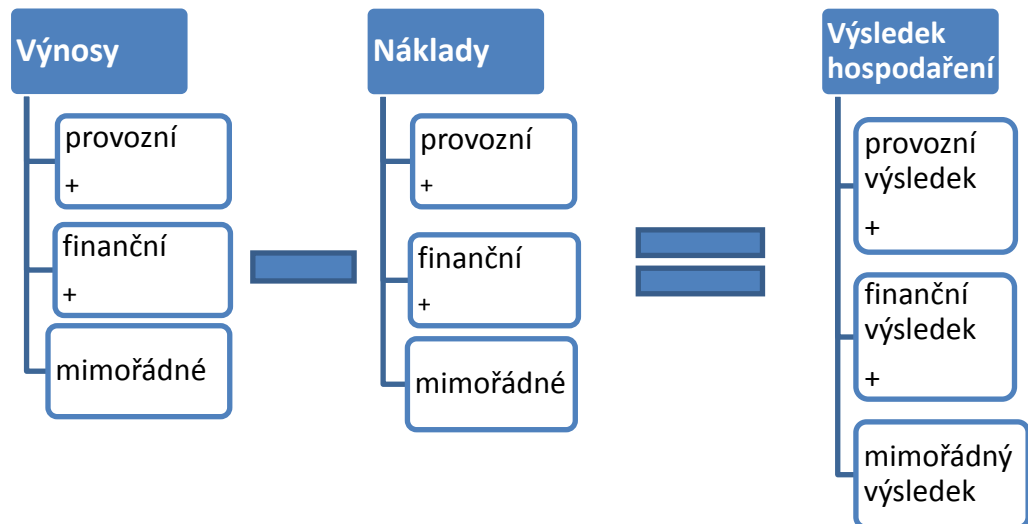 Výnosy
provozní
+
finanční
+
mimořádné
Náklady
provozní
+
finanční
+
mimořádné
Výsledek
hospodaření
provozní
výsledek
+
finanční
výsledek
+
mimořádný
výsledek